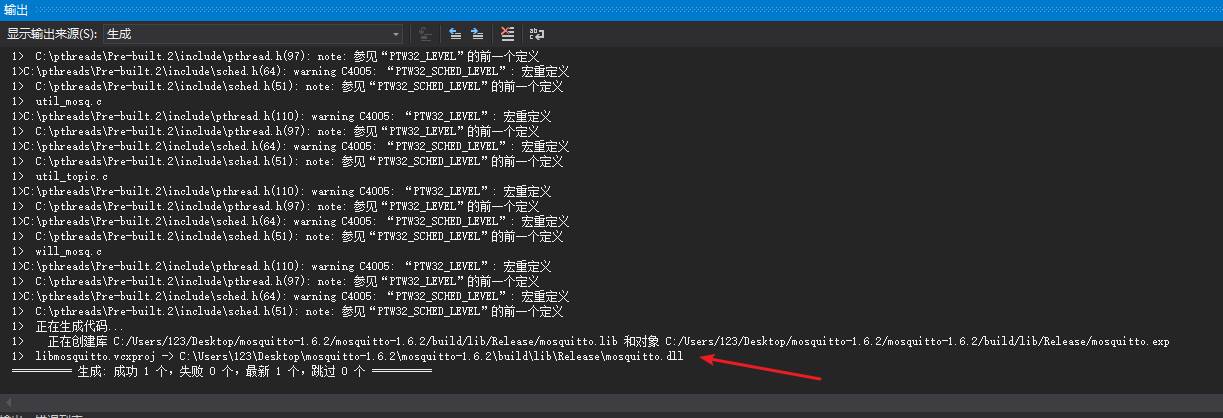 输出
显示输出来源(S): 生成
1>  C:\pthreads\Pre-built.2\include\pthread.h(97): note: 参见“PTW32_LEVEL”的前一个定义
1>C:\pthreads\Pre-built.2\include\sched.h(64): warning C4005: “PTW32_SCHED_LEVEL”: 宏重定义
1>  C:\pthreads\Pre-built.2\include\sched.h(51): note: 参见“PTW32_SCHED_LEVEL”的前一个定义
1>  util_mosq.c
1>C:\pthreads\Pre-built.2\include\pthread.h(110): warning C4005: “PTW32_LEVEL”: 宏重定义
1>  C:\pthreads\Pre-built.2\include\pthread.h(97): note: 参见“PTW32_LEVEL”的前一个定义
1>C:\pthreads\Pre-built.2\include\sched.h(64): warning C4005: “PTW32_SCHED_LEVEL”: 宏重定义
1>  C:\pthreads\Pre-built.2\include\sched.h(51): note: 参见“PTW32_SCHED_LEVEL”的前一个定义
1>  util_topic.c
1>C:\pthreads\Pre-built.2\include\pthread.h(110): warning C4005: “PTW32_LEVEL”: 宏重定义
1>  C:\pthreads\Pre-built.2\include\pthread.h(97): note: 参见“PTW32_LEVEL”的前一个定义
1>C:\pthreads\Pre-built.2\include\sched.h(64): warning C4005: “PTW32_SCHED_LEVEL”: 宏重定义
1>  C:\pthreads\Pre-built.2\include\sched.h(51): note: 参见“PTW32_SCHED_LEVEL”的前一个定义
1>  will_mosq.c
1>C:\pthreads\Pre-built.2\include\pthread.h(110): warning C4005: “PTW32_LEVEL”: 宏重定义
1>  C:\pthreads\Pre-built.2\include\pthread.h(97): note: 参见“PTW32_LEVEL”的前一个定义
1>C:\pthreads\Pre-built.2\include\sched.h(64): warning C4005: “PTW32_SCHED_LEVEL”: 宏重定义
1>  C:\pthreads\Pre-built.2\include\sched.h(51): note: 参见“PTW32_SCHED_LEVEL”的前一个定义
1>  正在生成代码...
1>    正在创建库 C:/Users/123/Desktop/mosquitto-1.6.2/mosquitto-1.6.2/build/lib/Release/mosquitto.lib 和对象 C:/Users/123/Desktop/mosquitto-1.6.2/mosquitto-1.6.2/build/lib/Release/mosquitto.exp
1>  libmosquitto.vcxproj -> C:\Users\123\Desktop\mosquitto-1.6.2\mosquitto-1.6.2\build\lib\Release\mosquitto.dll
========== 生成: 成功 1 个，失败 0 个，最新 1 个，跳过 0 个 ==========